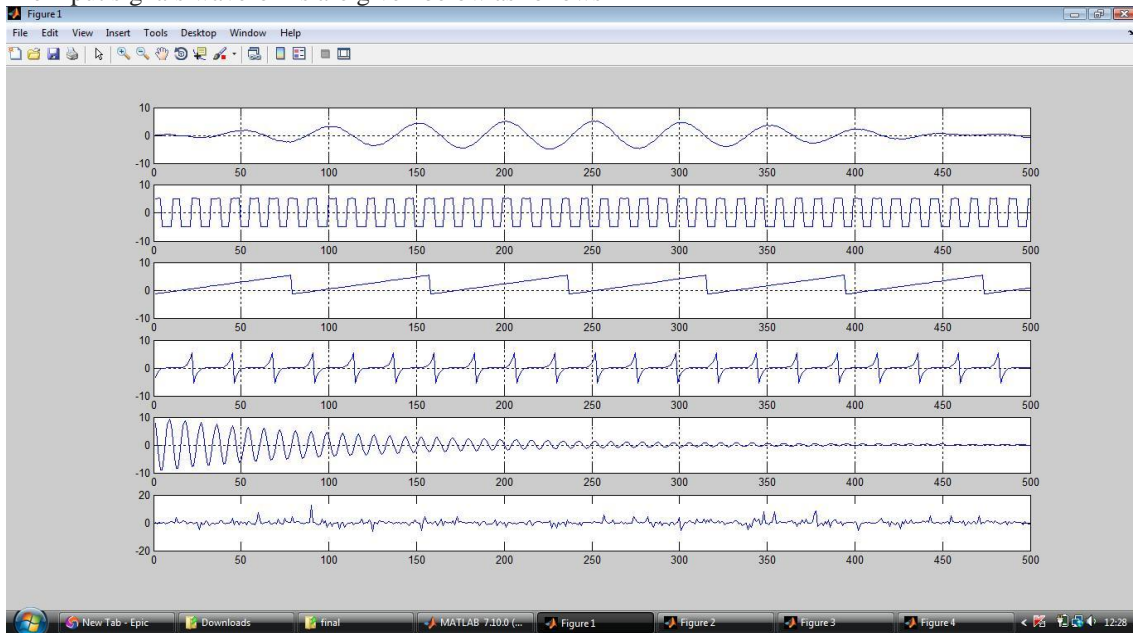 Figure 1
File Edit View Insert Tools Desktop Window Help
10
0
-10
0 50 100 150 200 250 300 350 400 450 500
10
0
-10
0 50 100 150 200 250 300 350 400 450 500
10
0
-10
0 50 100 150 200 250 300 350 400 450 500
10
0
-10
0 50 100 150 200 250 300 350 400 450 500
10
0
-10
0 50 100 150 200 250 300 350 400 450 500
20
0
-20
0 50 100 150 200 250 300 350 400 450 500
New Tab - Epic Downloads final MATLAB 7.10.0 (... Figure 1 Figure 2 Figure 3 Figure 4 12:28